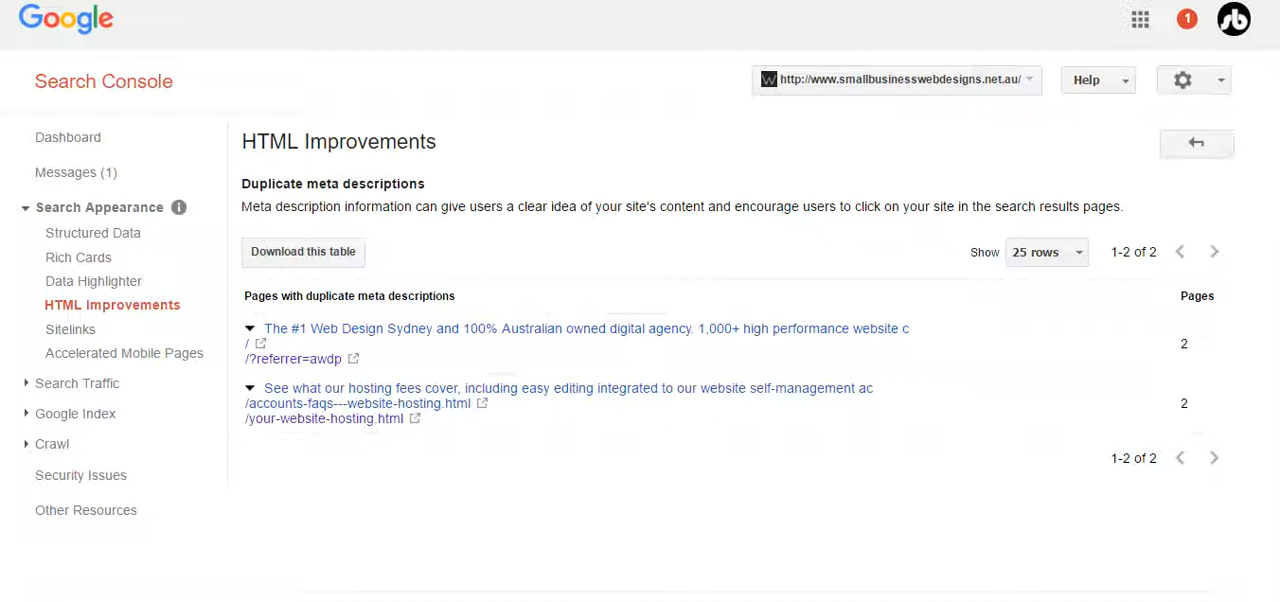 Google
1
sb
Search Console
http://www.smallbusinesswebdesigns.net.au/
Help
Dashboard
Messages (1)
Search Appearance i
Structured Data
Rich Cards
Data Highlighter
HTML Improvements
Sitelinks
Accelerated Mobile Pages
Search Traffic
Google Index
Crawl
Security Issues
Other Resources
HTML Improvements
Duplicate meta descriptions
Meta description information can give users a clear idea of your site's content and encourage users to click on your site in the search results pages.
Download this table
Show 25 rows 1-2 of 2
Pages with duplicate meta descriptions Pages
The #1 Web Design Sydney and 100% Australian owned digital agency. 1,000+ high performance website c
/ 2
/?referrer=awdp
See what our hosting fees cover, including easy editing integrated to our website self-management ac
/accounts-faqs---website-hosting.html 2
/your-website-hosting.html
1-2 of 2